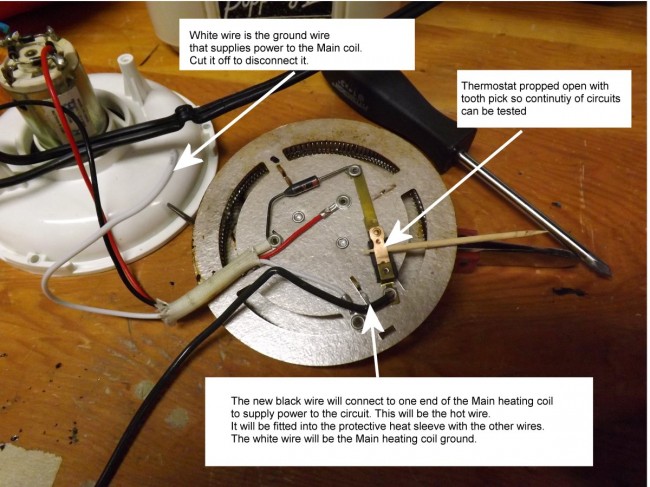 Poppery II
White wire is the ground wire
that supplies power to the Main coil.
Cut it off to disconnect it.
Thermostat propped open with
tooth pick so continutiy of circuits
can be tested
The new black wire will connect to one end of the Main heating coil
to supply power to the circuit. This will be the hot wire.
It will be fitted into the protective heat sleeve with the other wires.
The white wire will be the Main heating coil ground.